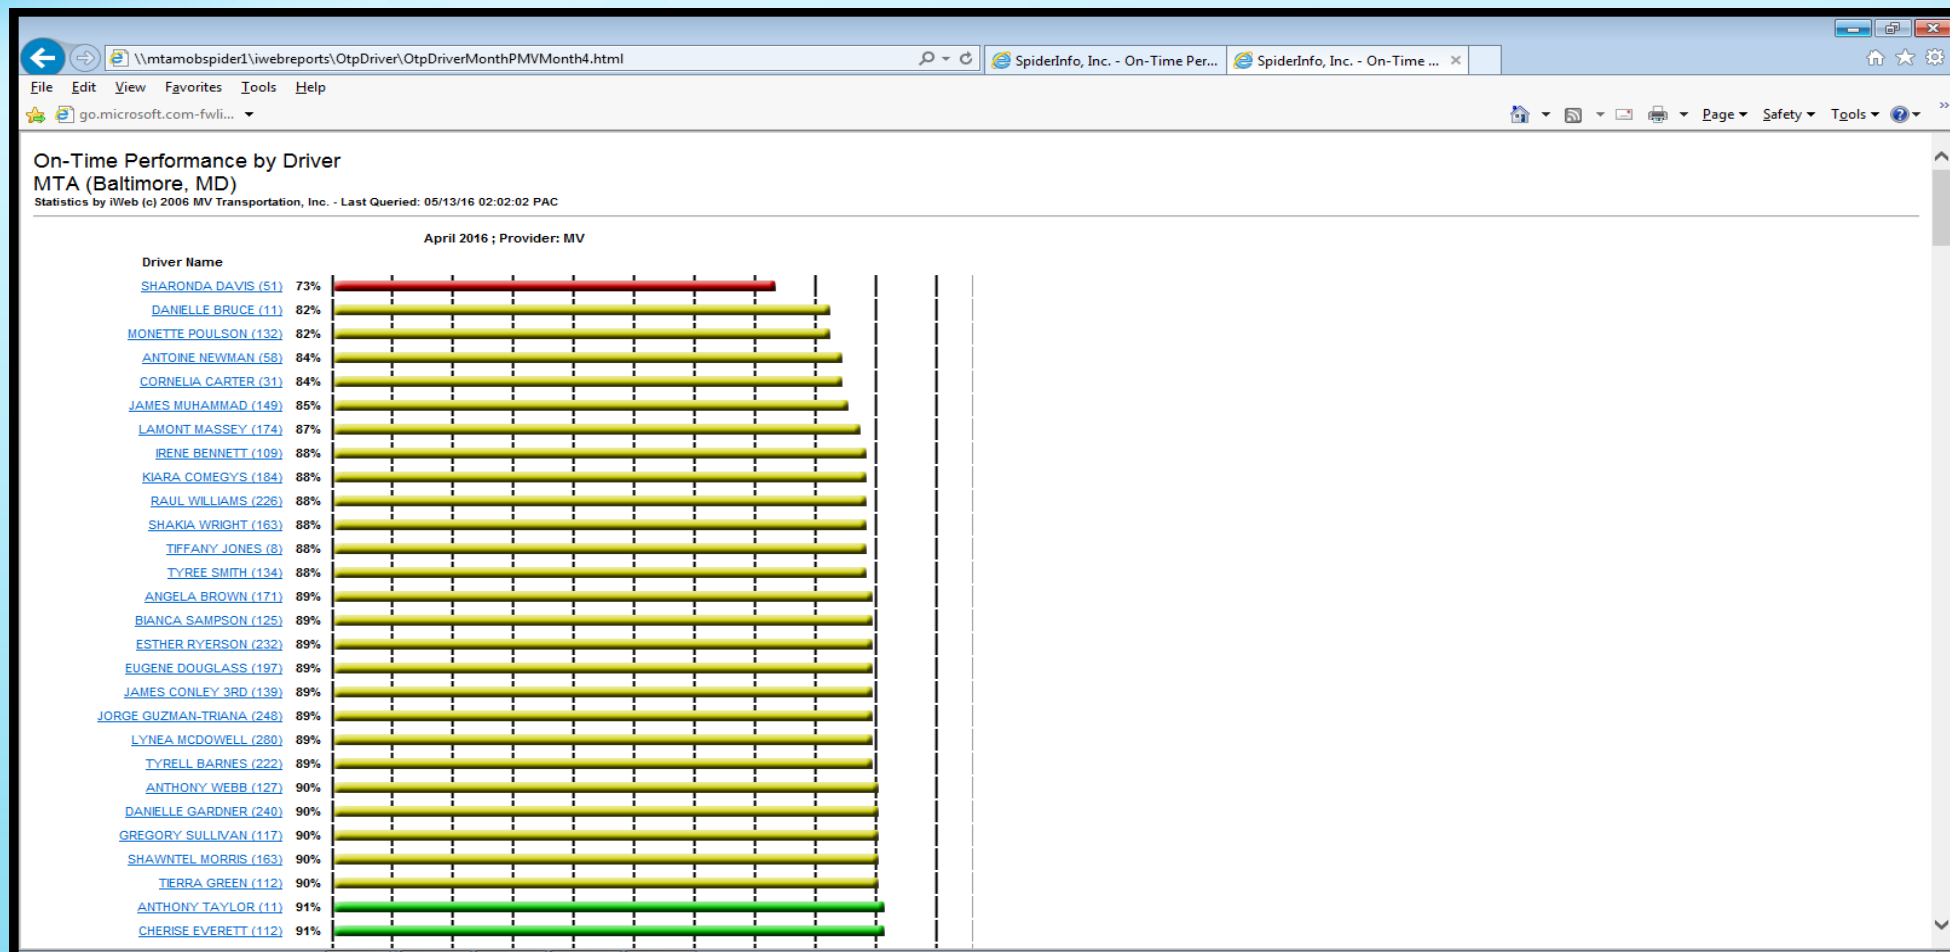 \\mtamobspider1\iwebreports\OtpDriver\OtpDriverMonthPMVMonth4.html
SpiderInfo, Inc. - On-Time Per...
SpiderInfo, Inc. - On-Time ...
File Edit View Favorites Tools Help
go.microsoft.com-fwli...
Page Safety Tools
On-Time Performance by Driver
MTA (Baltimore, MD)
Statistics by iWeb (c) 2006 MV Transportation, Inc. - Last Queried: 05/13/16 02:02:02 PAC
April 2016 ; Provider: MV
Driver Name
SHARONDA DAVIS (51) 73%
DANIELLE BRUCE (11) 82%
MONETTE POULSON (132) 82%
ANTOINE NEWMAN (58) 84%
CORNELIA CARTER (31) 84%
JAMES MUHAMMAD (149) 85%
LAMONT MASSEY (174) 87%
IRENE BENNETT (109) 88%
KIARA COMEGYS (184) 88%
RAUL WILLIAMS (226) 88%
SHAKIA WRIGHT (163) 88%
TIFFANY JONES (8) 88%
TYREE SMITH (134) 88%
ANGELA BROWN (171) 89%
BIANCA SAMPSON (125) 89%
ESTHER RYERSON (232) 89%
EUGENE DOUGLASS (197) 89%
JAMES CONLEY 3RD (139) 89%
JORGE GUZMAN-TRIANA (248) 89%
LYNEA MCDOWELL (280) 89%
TYRELL BARNES (222) 89%
ANTHONY WEBB (127) 90%
DANIELLE GARDNER (240) 90%
GREGORY SULLIVAN (117) 90%
SHAWNTEL MORRIS (163) 90%
TIERRA GREEN (112) 90%
ANTHONY TAYLOR (11) 91%
CHERISE EVERETT (112) 91%